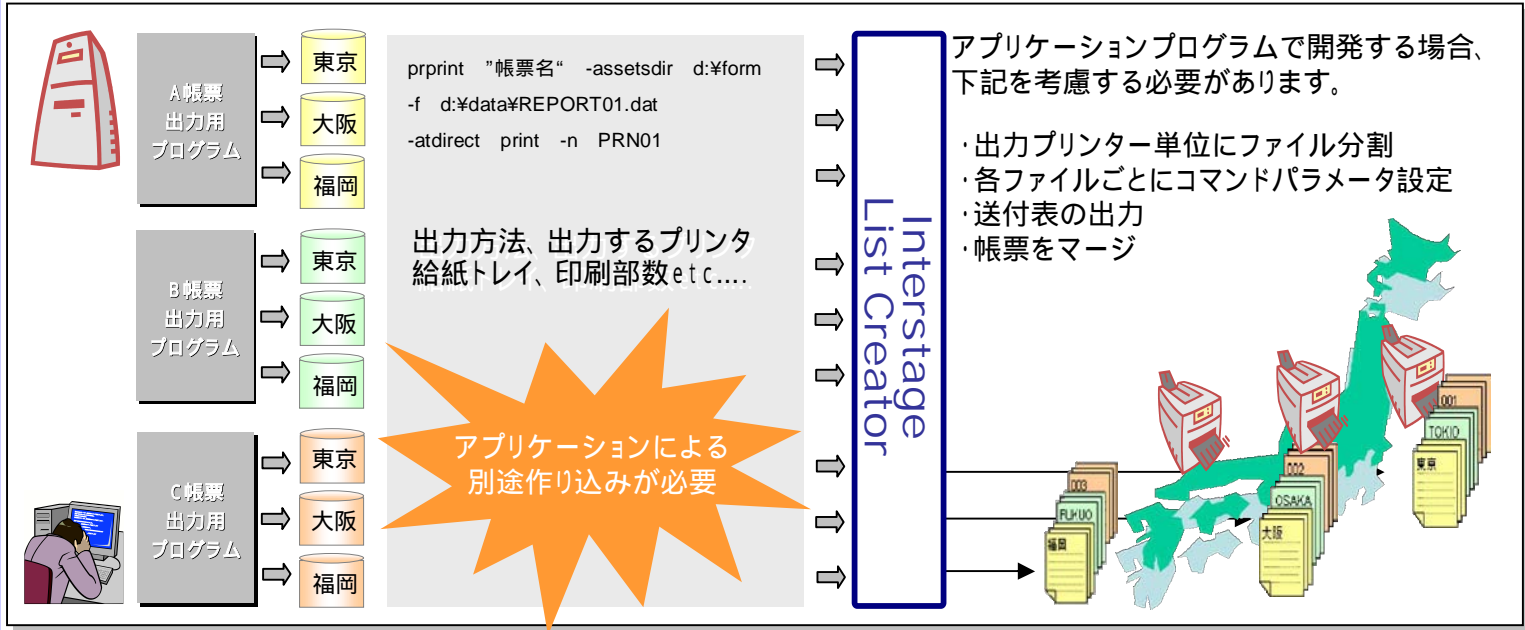 A帳票
出力用
プログラム
東京
大阪
福岡
B帳票
出力用
プログラム
東京
大阪
福岡
C帳票
出力用
プログラム
東京
大阪
福岡
prprint ”帳票名“ -assetsdir d:¥form
-f d:¥data¥REPORT01.dat
-atdirect print -n PRN01
出力方法、出力するプリンタ
給紙トレイ、印刷部数etc....
アプリケーションによる
別途作り込みが必要
Interstage
List Creator
アプリケーションプログラムで開発する場合、
下記を考慮する必要があります。
・出力プリンター単位にファイル分割
・各ファイルごとにコマンドパラメータ設定
・送付表の出力
・帳票をマージ
001
TOKIO
東京
002
OSAKA
大阪
003
FUKUO
福岡